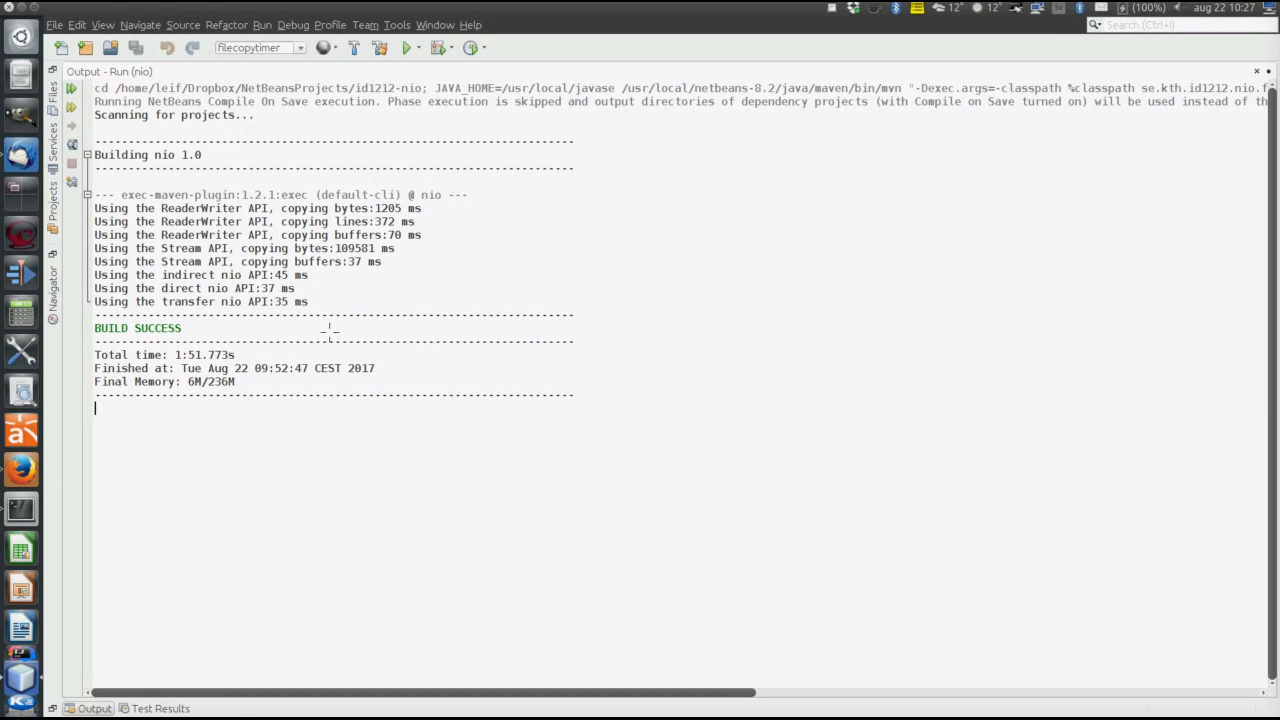 12° 12° (100%) aug 22 10:27
File Edit View Navigate Source Refactor Run Debug Profile Team Tools Window Help
Search (Ctrl+I)
filecopytimer
Output - Run (nio)
cd /home/leif/Dropbox/NetBeansProjects/id1212-nio; JAVA_HOME=/usr/local/javase /usr/local/netbeans-8.2/java/maven/bin/mvn "-Dexec.args=-classpath %classpath se.kth.id1212.nio.f
Running NetBeans Compile On Save execution. Phase execution is skipped and output directories of dependency projects (with Compile on Save turned on) will be used instead of th
Scanning for projects...
------------------------------------------------------------------------
Building nio 1.0
------------------------------------------------------------------------
--- exec-maven-plugin:1.2.1:exec (default-cli) @ nio ---
Using the ReaderWriter API, copying bytes:1205 ms
Using the ReaderWriter API, copying lines:372 ms
Using the ReaderWriter API, copying buffers:70 ms
Using the Stream API, copying bytes:109581 ms
Using the Stream API, copying buffers:37 ms
Using the indirect nio API:45 ms
Using the direct nio API:37 ms
Using the transfer nio API:35 ms
------------------------------------------------------------------------
BUILD SUCCESS
------------------------------------------------------------------------
Total time: 1:51.773s
Finished at: Tue Aug 22 09:52:47 CEST 2017
Final Memory: 6M/236M
------------------------------------------------------------------------
Files
Services
Projects
Navigator
Output Test Results